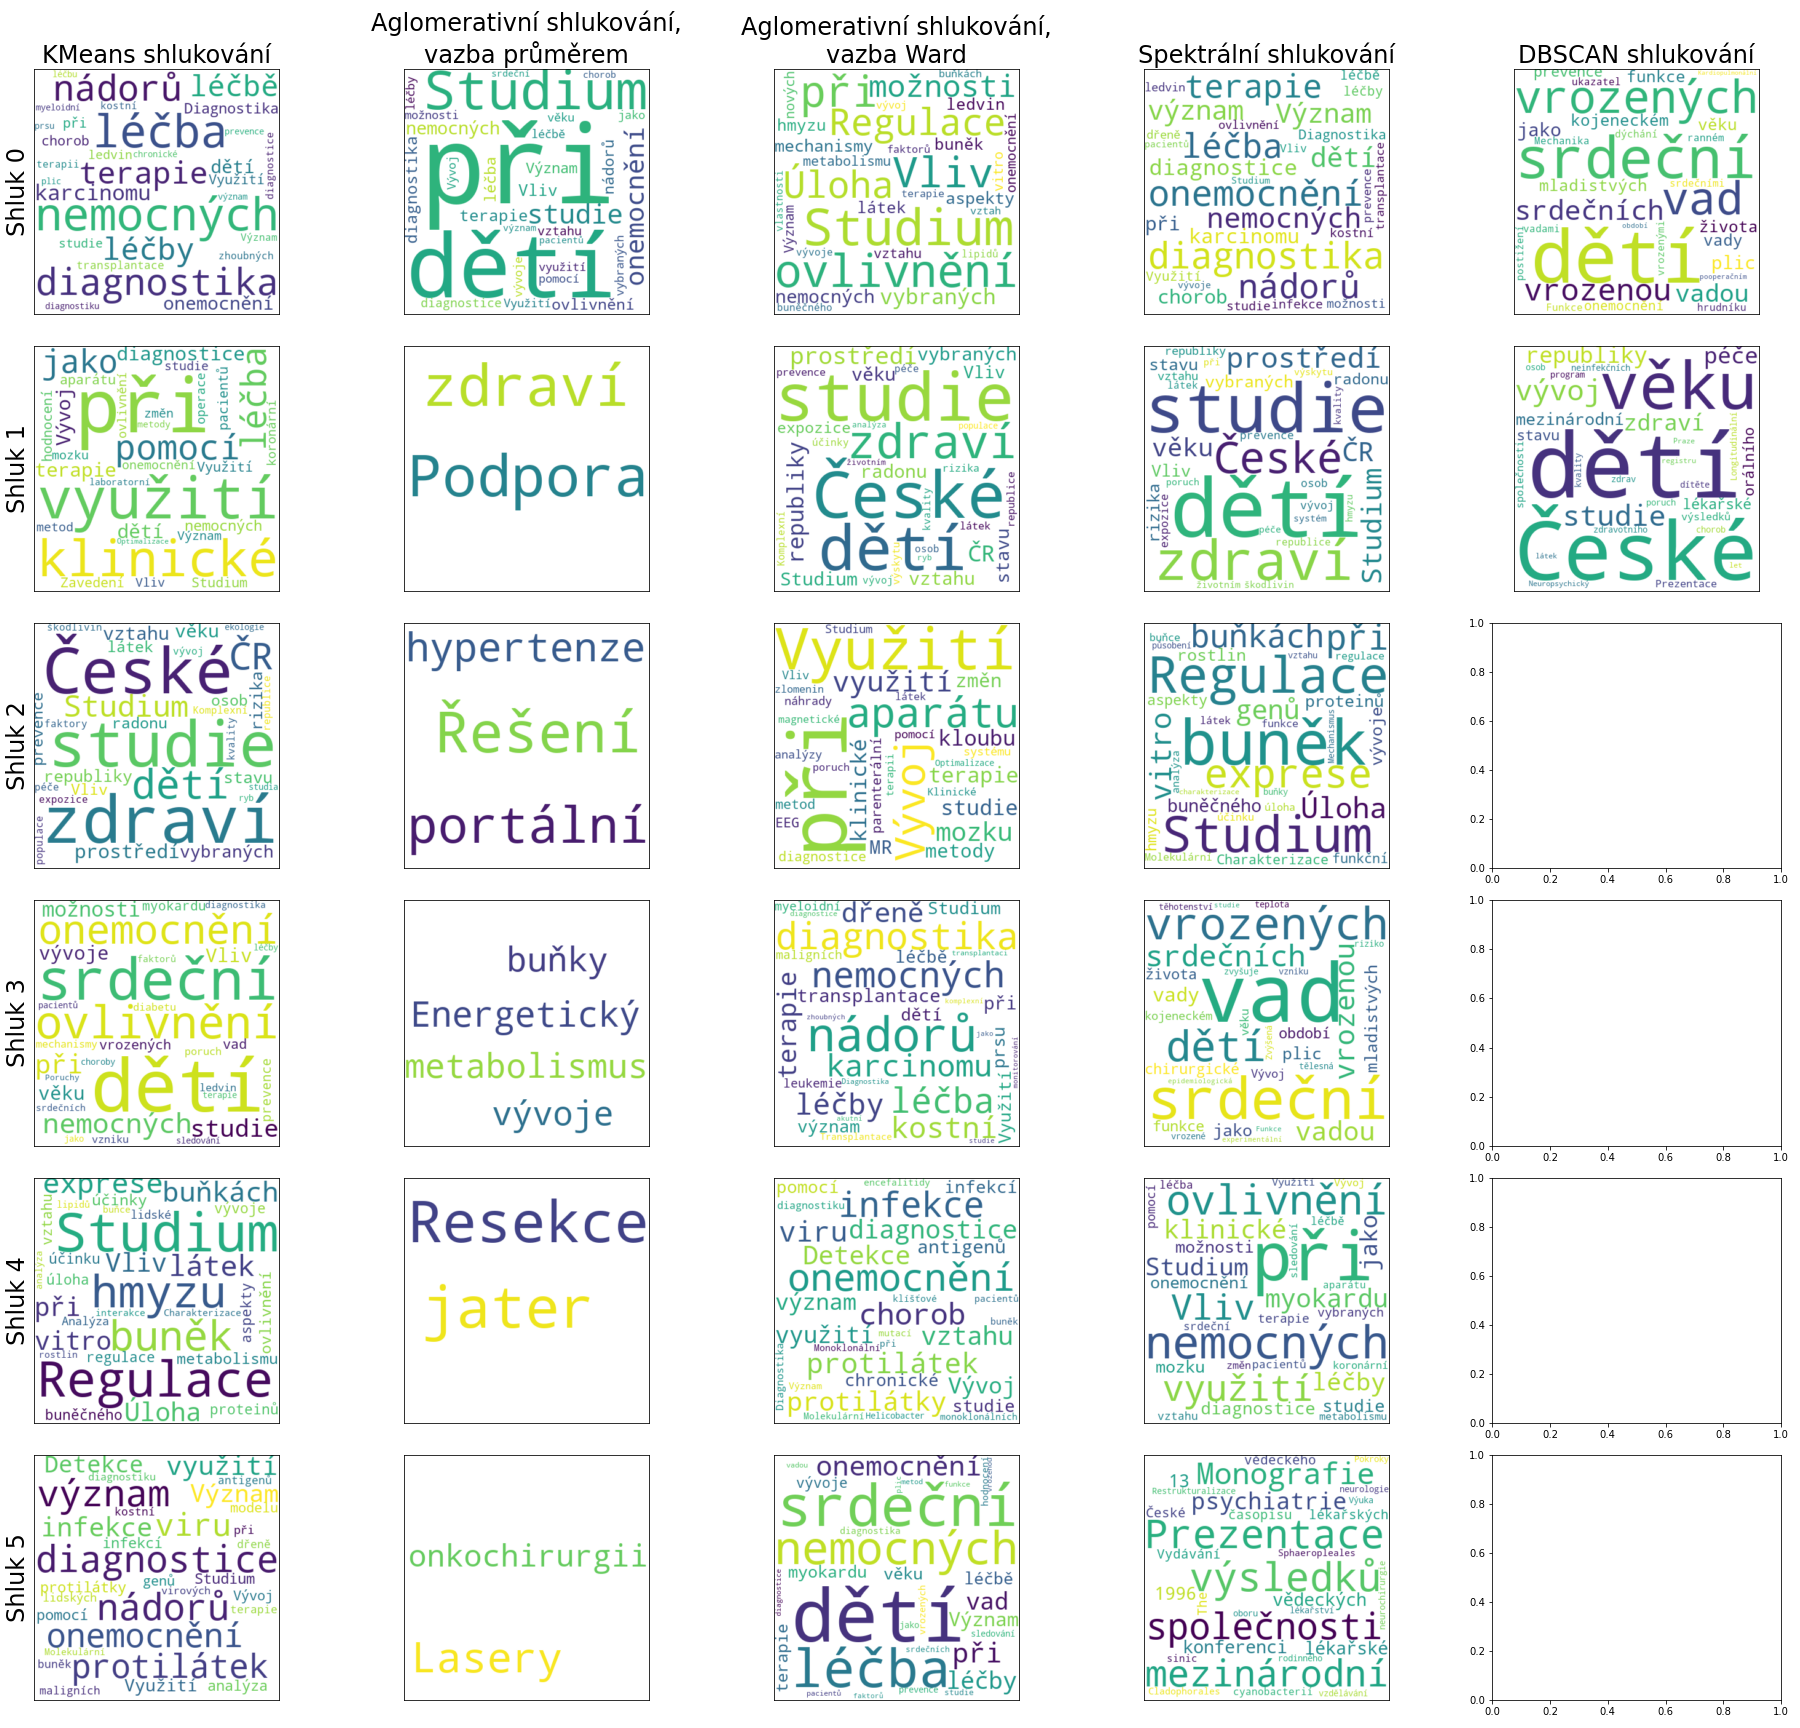 KMeans shlukování
Aglomerativní shlukování,
vazba průměrem
Aglomerativní shlukování,
vazba Ward
Spektrální shlukování
DBSCAN shlukování
Shluk 0
léčbu
nádorů léčbě
myeloidní kostní Diagnostika
prsu při léčba
chorob prevence
ledvin chronické
terapii terapie dětí
plic Využití diagnostice
karcinomu význam
nemocných
studie léčby Význam
zhoubných
transplantace
diagnostika
diagnostiku onemocnění
srdeční chorob
Studium
léčby možnosti věku jako
nemocných léčbě
při
diagnostika Vývoj léčba Význam nádorů onemocnění
Vliv
terapie studie
význam vztahu
pacientů
dětí
vývoje využití pomocí vybraných
diagnostice Využití ovlivnění
nových buňkách
při možnosti
vývoj ledvin
hmyzu Regulace
mechanismy faktorů buněk onemocnění
metabolismu vitro
Úloha Vliv
vlastnosti terapie aspekty
látek vztah
Význam Studium
vývoje vztahu lipidů
ovlivnění
nemocných vybraných
buněčného
ledvin terapie léčbě
léčby
význam Význam
dřeně ovlivnění
pacientů léčba Vliv Diagnostika
diagnostice dětí
Studium
onemocnění prevence transplantace
při nemocných
karcinomu kostní
diagnostika
Využití vývoje nádorů
chorob studie infekce možnosti
prevence ukazatel funkce
vrozených
jako kojeneckém věku
Mechanika dýchání ranném
srdeční
mladistvých srdečními
srdečních vad
vadami období života
postižení dětí vrozenými vady
plic
pooperačním
vrozenou vadou
Funkce onemocnění hrudníku
Shluk 1
jako diagnostice
studie
aparátu ovlivnění operace pacientů léčba
hodnocení Vývoj při
změn
metody koronární
mozku pomocí
terapie onemocnění Využití
laboratorní
využití
metod dětí nemocných
Optimalizace Význam
klinické
Zavedení Vliv Studium
zdraví
Podpora
prostředí vybraných
prevence věku péče Vliv
studie
expozice analýza populace
účinky zdraví
životním
republiky radonu rizika
České
kvality republice
Komplexní látek
dětí osob ČR stavu
ryb
výskytu
Studium vývoj vztahu
republiky prostředí
stavu při výskytu
vztahu vybraných radonu
látek kvality
studie
věku prevence České ČR
Vliv osob
rizika expozice poruch dětí vývoj hmyzu Studium
systém
péče republice
zdraví
životním škodlivin
republiky péče
osob neinfekčních
program
vývoj věku
mezinárodní zdraví
stavu Praze Longitudinální
společnosti dětí orálního
kvality registru
zdrav dítěte
poruch lékařské
studie výsledků
zdravotního chorob
České
látek let
Neuropsychický Prezentace
Shluk 2
škodlivin vztahu věku ekologie
látek vývoj
České ČR
Studium osob rizika republice
Komplexní
faktory radonu
prevence studie kvality
republiky dětí stavu
péče Vliv studia
expozice ryb
populace zdraví
prostředí vybraných
hypertenze
Řešení
portální
Studium
Využití
Vliv využití změn
zlomenin látek
náhrady
magnetické aparátu
pomocí kloubu
analýzy při klinické systému
poruch parenterální terapii Vývoj Optimalizace
terapie
metod Klinické
EEG studie
mozku
diagnostice MR metody
buňce buňkách při
působení vztahu regulace
rostlin
Regulace
aspekty genů proteinů
látek funkce Mechanismus vývoje
vitro buněk
analýza exprese
charakterizace buňky
buněčného úloha Úloha
hmyzu účinku
Studium
Molekulární Charakterizace funkční
0.0 0.2 0.4 0.6 0.8 1.0
0.0 0.2 0.4 0.6 0.8 1.0
Shluk 3
možnosti myokardu diagnostika
onemocnění
vývoje faktorů Vliv léčby
srdeční
pacientů diabetu
ovlivnění
mechanismy vrozených vad
při choroby poruch
Poruchy
věku dětí ledvin terapie prevence
srdečních
nemocných studie
jako vzniku sledování
buňky
Energetický
metabolismus
vývoje
myeloidní dřeně Studium
diagnostice
diagnostika
maligních léčbě transplantaci
nemocných
terapie transplantace komplexní při
zhoubných dětí
nádorů jako
prsu monitorování
karcinomu
leukemie Diagnostika
léčby léčba Využití
význam akutní kostní
Transplantace studie
těhotenství studie teplota
vrozených
srdečních riziko
života zvyšuje vzniku
vad vrozenou
vady mladistvých
kojeneckém věku období
dětí zvýšená plic
chirurgické Vývoj tělesná
epidemiologická
srdeční
funkce jako Funkce vadou
vrozené experimentální
0.0 0.2 0.4 0.6 0.8 1.0
0.0 0.2 0.4 0.6 0.8 1.0
Shluk 4
exprese buňkách
účinky
vztahu lipidů buňce vývoje
lidské
Studium
účinku Vliv látek
analýza úloha
hmyzu
při interakce Charakterizace aspekty ovlivnění
Analýza
vitro buněk
rostlin regulace metabolismu
Regulace
buněčného Úloha proteinů
Resekce
jater
pomocí encefalitidy infekcí
diagnostiku infekce
viru diagnostice
Detekce antigenů
onemocnění
význam klíšťové pacientů
chorob buněk
využití mutací při vztahu
Monoklonální
Diagnostika protilátek
chronické Vývoj
Význam
protilátky studie
Molekulární Helicobacter monoklonálních
léčba Využití Vývoj
pomocí ovlivnění
klinické léčbě
možnosti při sledování jako
Studium
onemocnění aparátu
Vliv myokardu
srdeční terapie vybraných
nemocných
mozku změn pacientů koronární
využití léčby
diagnostice studie
vztahu metabolismu
0.0 0.2 0.4 0.6 0.8 1.0
0.0 0.2 0.4 0.6 0.8 1.0
Shluk 5
Detekce využití
diagnostiku antigenů
význam Význam
kostní modelu
infekce viru při
infekcí dřeně
diagnostice
protilátky genů Studium
lidských virových Vývoj
pomocí nádorů terapie
onemocnění
Molekulární
buněk protilátek
maligních Využití analýza
onkochirurgii
Lasery
vadou onemocnění hodnocení vrozenou
vývoje plic metod funkce
srdeční
diagnostika
nemocných
myokardu věku léčbě
diagnostice vrozených vad
dětí jako Význam
sledování
terapie srdečních při
léčba léčby
pacientů faktorů prevence studie
vědeckého Pokroky
13 Monografie
Restrukturalizace neurologie
psychiatrie Výuka
České časopisu lékařských
Prezentace
Vydávání Sphaeropleales
výsledků neurochirurgie
1996 The vědeckých
oboru lékařství
společnosti
konferenci lékařské
sinic rodinného
mezinárodní
Cladophorales cyanobacterií vzdělávání
0.0 0.2 0.4 0.6 0.8 1.0
0.0 0.2 0.4 0.6 0.8 1.0